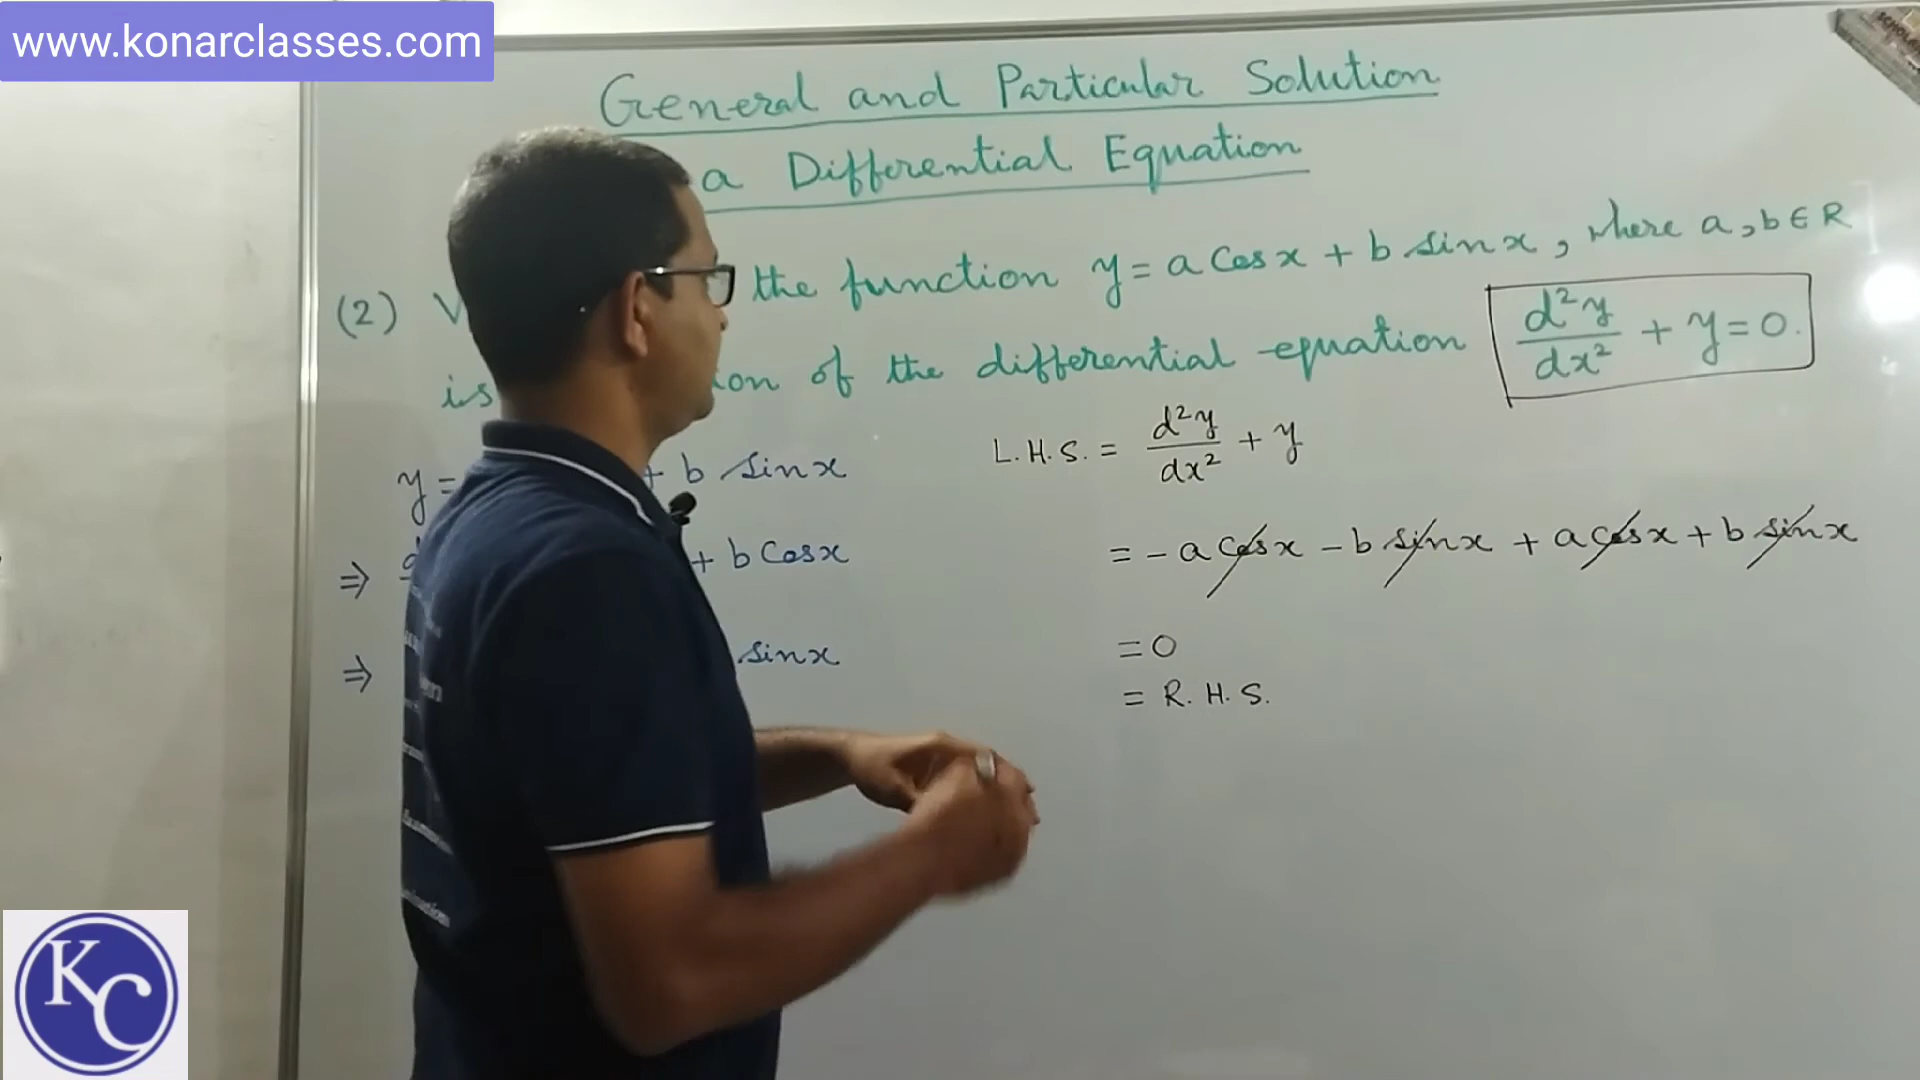 www.konarclasses.com
General and Particular Solution
a Differential Equation
(2) the function y = a cos x + b sin x, where a, b ∈ R
is of the differential equation d²y/dx² + y = 0.
y = + b sin x
⇒ + b cos x
⇒ sin x
L.H.S. = d²y/dx² + y
= - a cos x - b sin x + a cos x + b sin x
= 0
= R.H.S.
KC